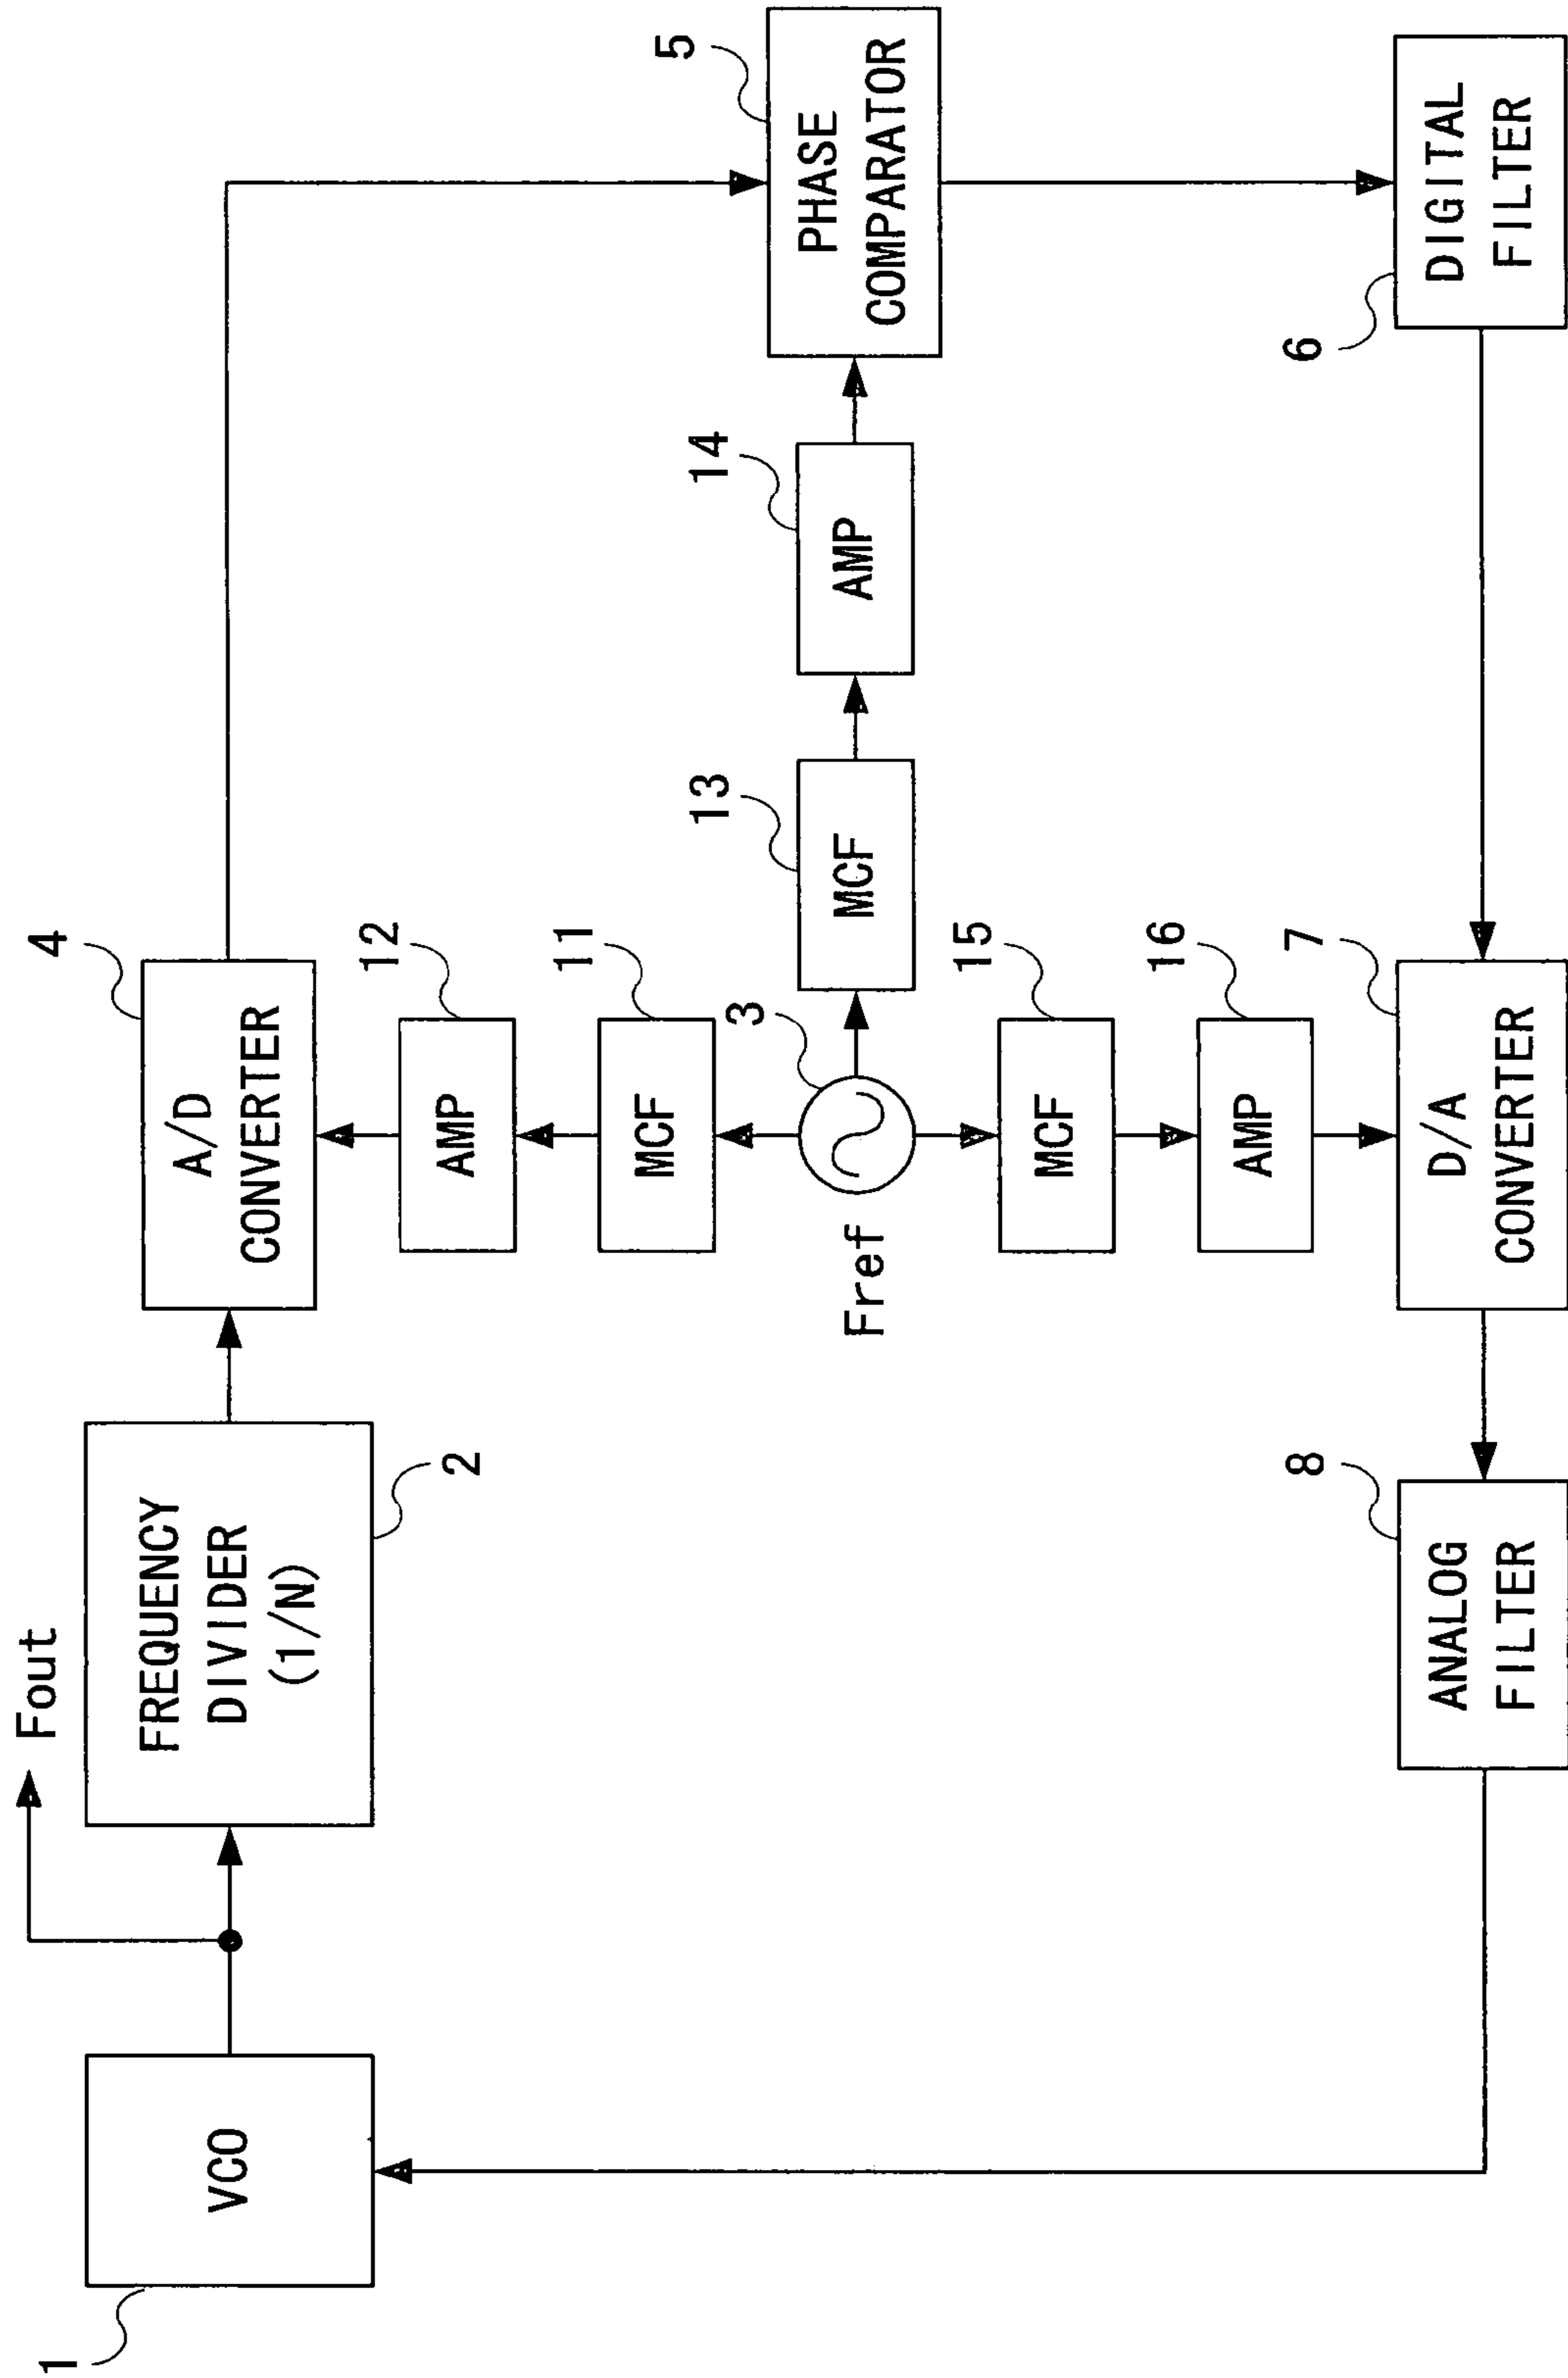 Fout
1
VCO
FREQUENCY
DIVIDER
(1/N)
2
4
A/D
CONVERTER
12
AMP
11
MCF
Fref
3
13
MCF
14
AMP
5
PHASE
COMPARATOR
15
MCF
16
AMP
8
ANALOG
FILTER
7
D/A
CONVERTER
6
DIGITAL
FILTER